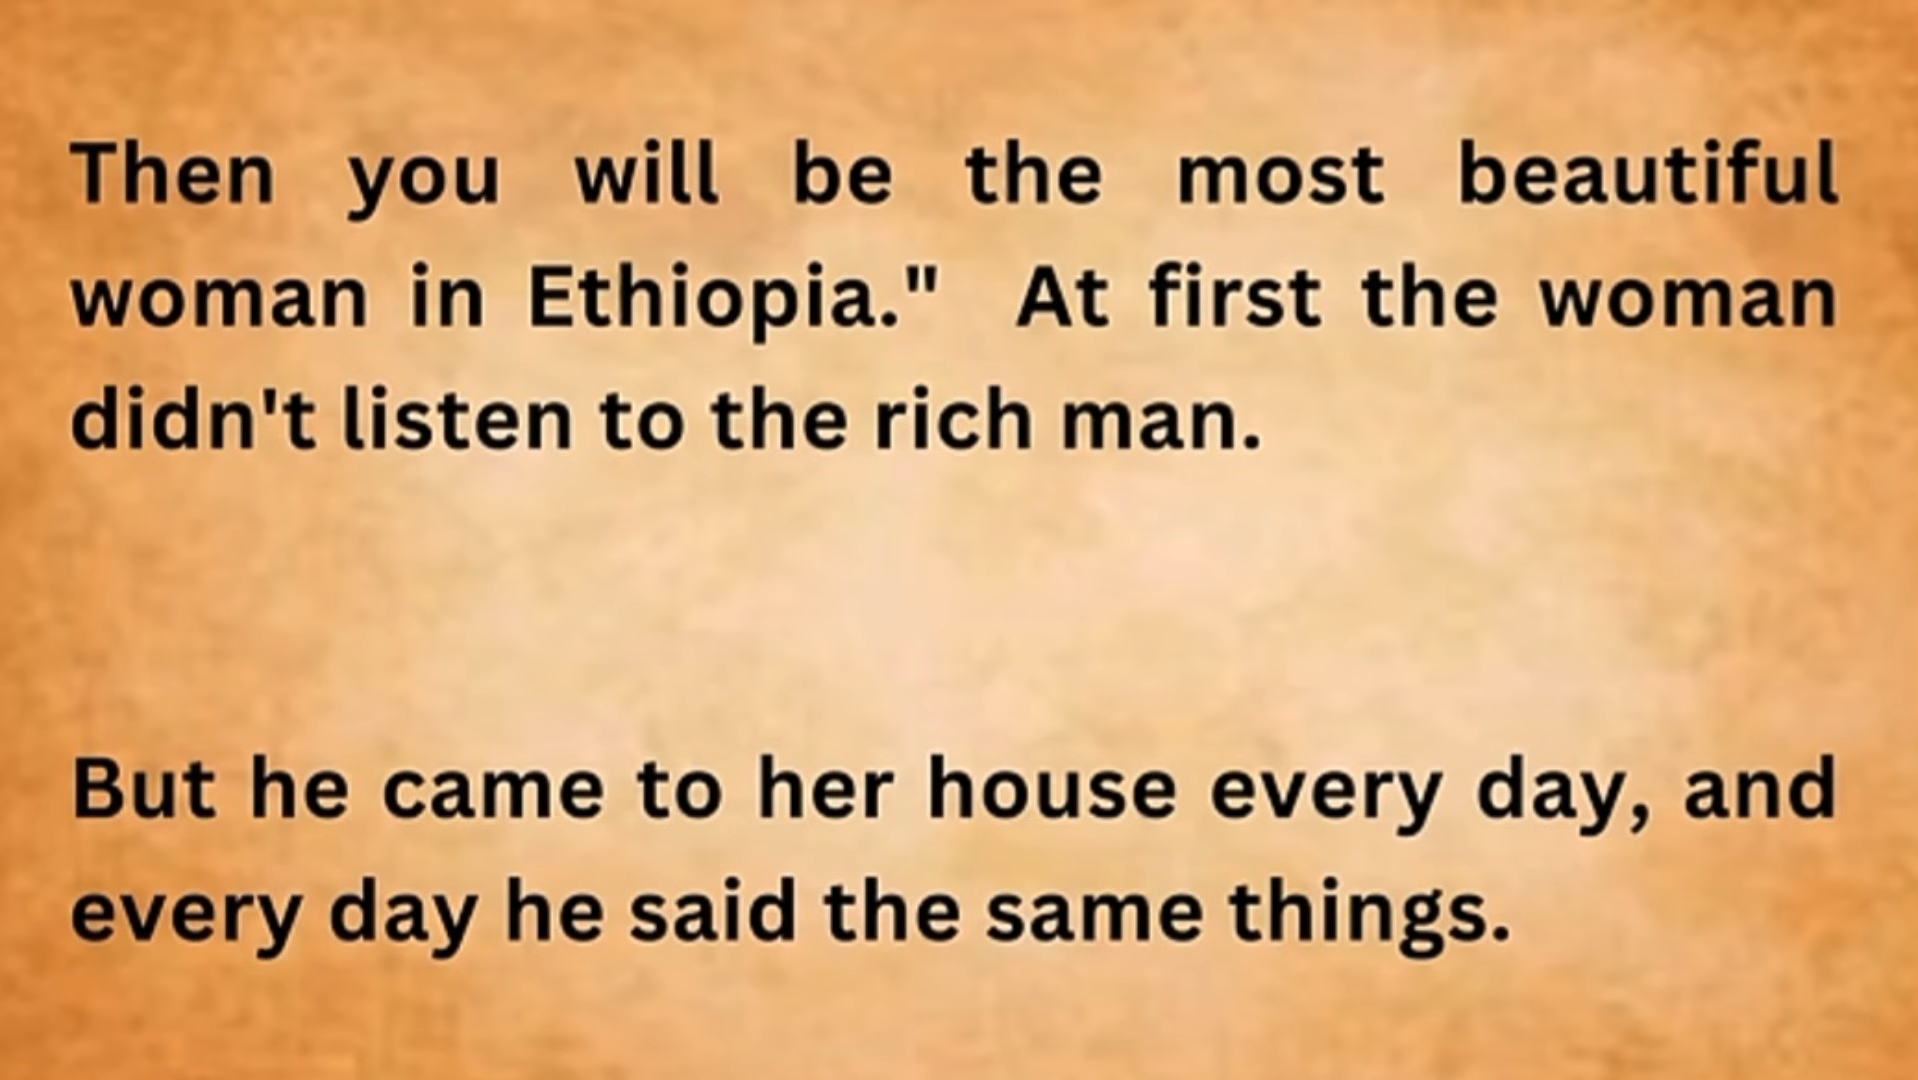 Then you will be the most beautiful
woman in Ethiopia." At first the woman
didn't listen to the rich man.
But he came to her house every day, and
every day he said the same things.